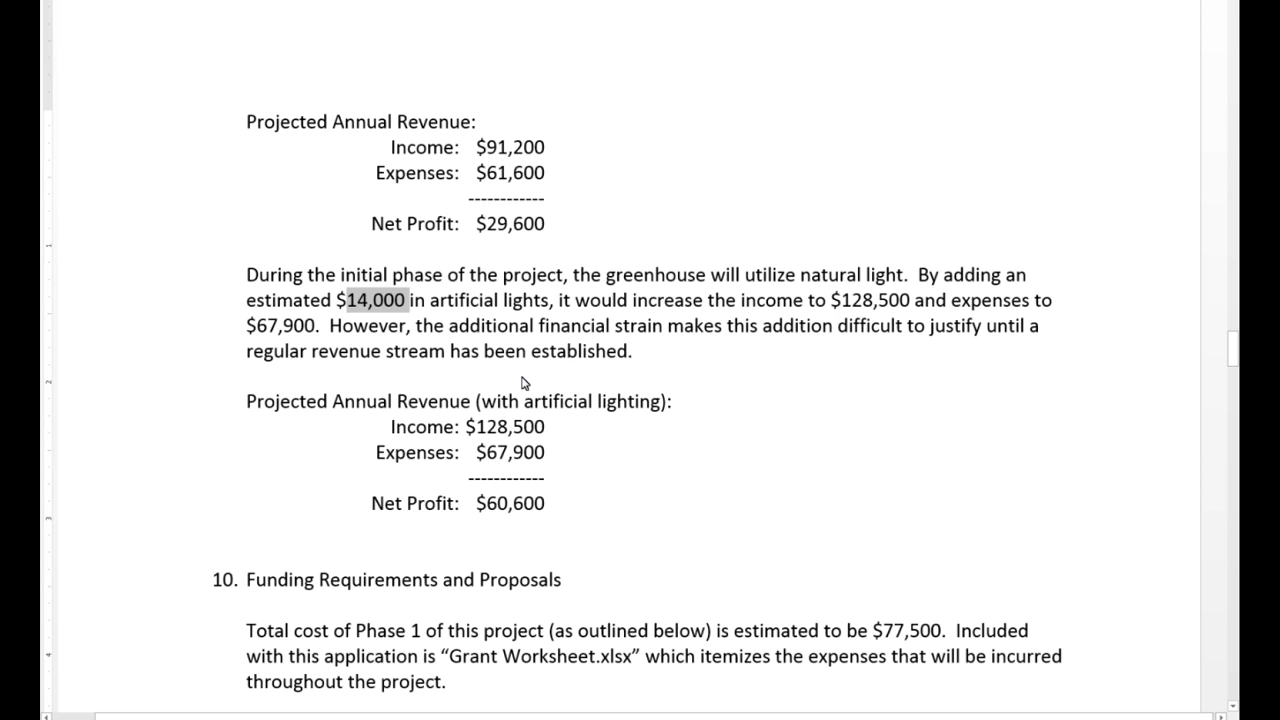 Projected Annual Revenue:
Income: $91,200
Expenses: $61,600
------------
Net Profit: $29,600
During the initial phase of the project, the greenhouse will utilize natural light.  By adding an
estimated $14,000 in artificial lights, it would increase the income to $128,500 and expenses to
$67,900.  However, the additional financial strain makes this addition difficult to justify until a
regular revenue stream has been established.
Projected Annual Revenue (with artificial lighting):
Income: $128,500
Expenses: $67,900
------------
Net Profit: $60,600
10. Funding Requirements and Proposals
Total cost of Phase 1 of this project (as outlined below) is estimated to be $77,500.  Included
with this application is “Grant Worksheet.xlsx” which itemizes the expenses that will be incurred
throughout the project.